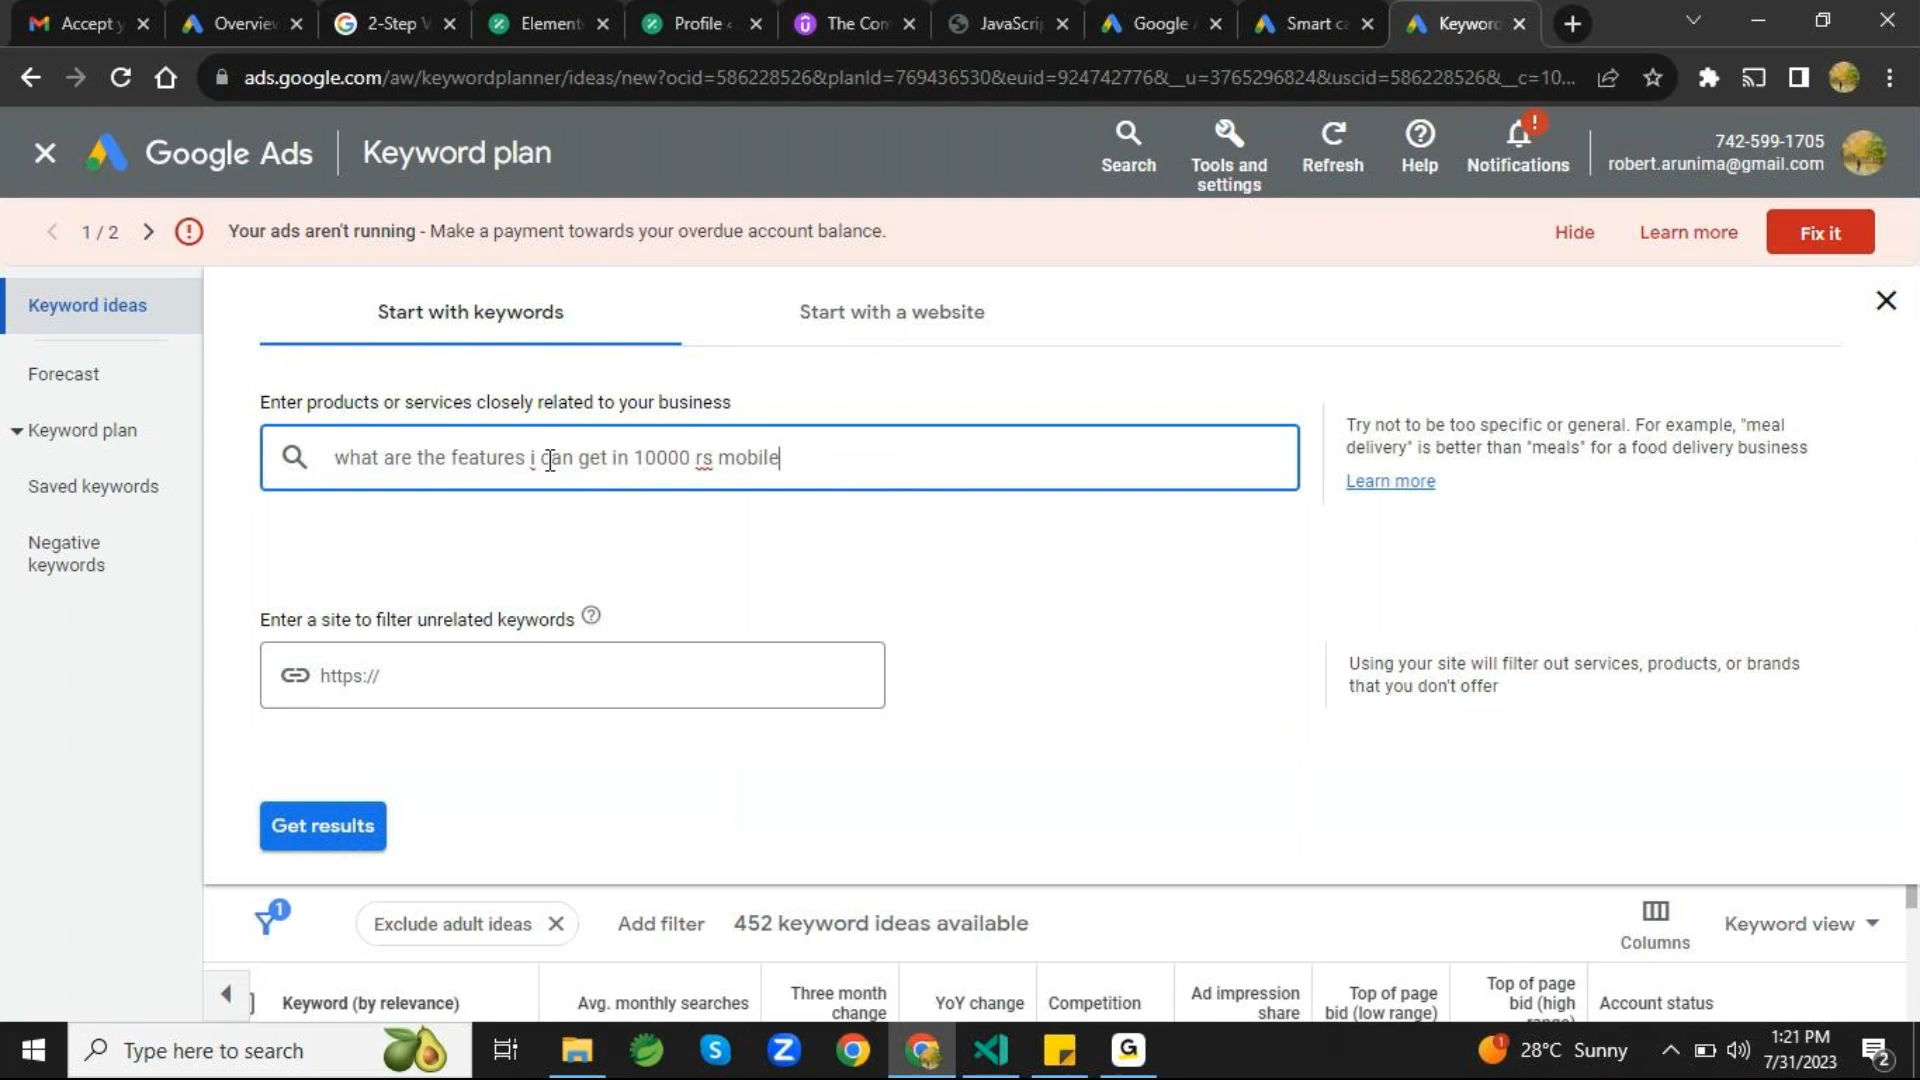 Accept y
Overvie
2-Step V
Element
Profile
The Com
JavaScri
Google
Smart ca
Keyword
ads.google.com/aw/keywordplanner/ideas/new?ocid=586228526&planId=769436530&euid=924742776&__u=3765296824&uscid=586228526&__c=10...
Google Ads
Keyword plan
Search
Tools and
settings
Refresh
Help
!
Notifications
742-599-1705
robert.arunima@gmail.com
1 / 2
Your ads aren't running - Make a payment towards your overdue account balance.
Hide
Learn more
Fix it
Keyword ideas
Forecast
Keyword plan
Saved keywords
Negative
keywords
Start with keywords
Start with a website
Enter products or services closely related to your business
what are the features i can get in 10000 rs mobile
Try not to be too specific or general. For example, "meal
delivery" is better than "meals" for a food delivery business
Learn more
Enter a site to filter unrelated keywords
https://
Using your site will filter out services, products, or brands
that you don't offer
Get results
1
Exclude adult ideas
Add filter
452 keyword ideas available
Columns
Keyword view
Keyword (by relevance)
Avg. monthly searches
Three month
change
YoY change
Competition
Ad impression
share
Top of page
bid (low range)
Top of page
bid (high
range)
Account status
Type here to search
28°C Sunny
1:21 PM
7/31/2023
2